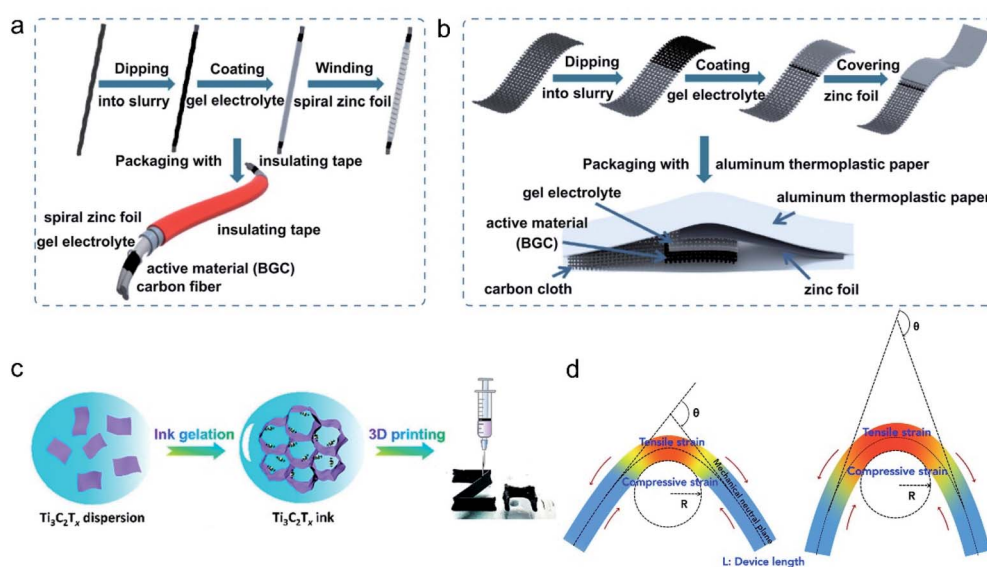 a
Dipping
into slurry
Coating
gel electrolyte
Winding
spiral zinc foil
Packaging with
insulating tape
spiral zinc foil
gel electrolyte
insulating tape
active material (BGC)
carbon fiber
b
Dipping
into slurry
Coating
gel electrolyte
Covering
zinc foil
Packaging with
aluminum thermoplastic paper
gel electrolyte
aluminum thermoplastic paper
active material
(BGC)
carbon cloth
zinc foil
c
Ink gelation
3D printing
Ti₃C₂Tₓ dispersion
Ti₃C₂Tₓ ink
d
θ
Tensile strain
Compressive strain
Mechanical neutral plane
R
θ
Tensile strain
Compressive strain
R
L: Device length